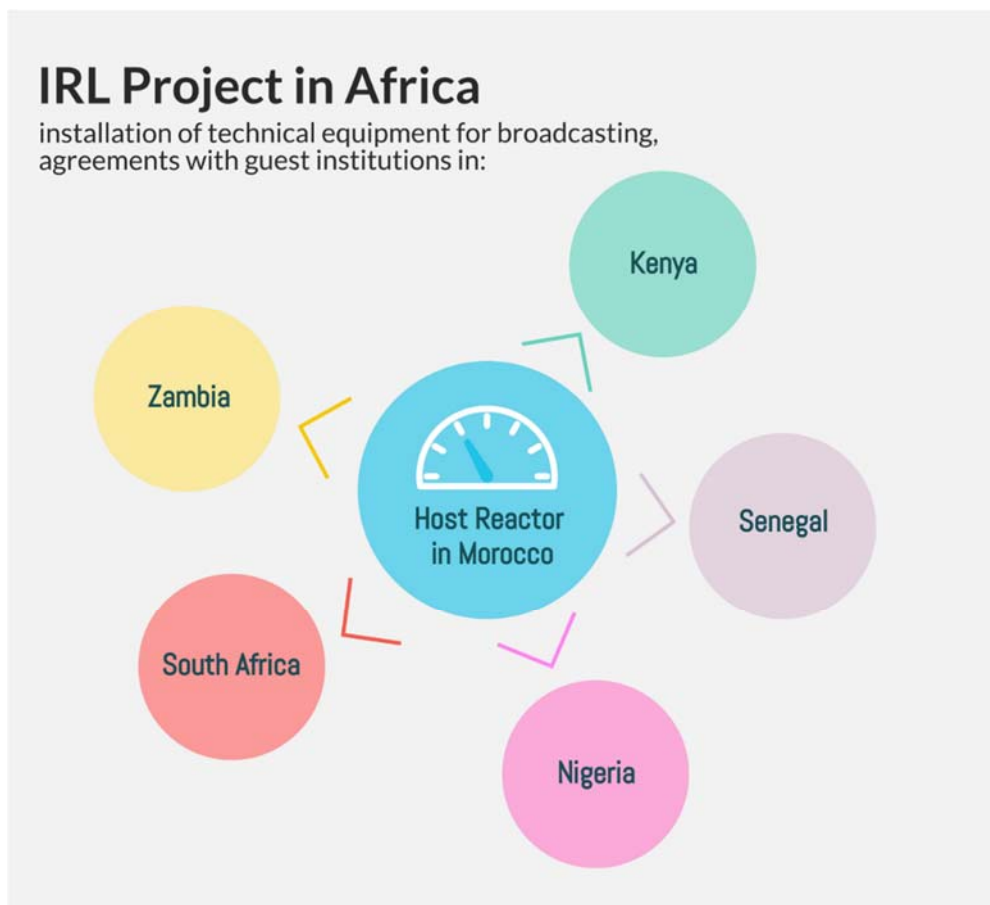 IRL Project in Africa
installation of technical equipment for broadcasting,
agreements with guest institutions in:
Kenya
Zambia
Host Reactor
in Morocco
Senegal
South Africa
Nigeria